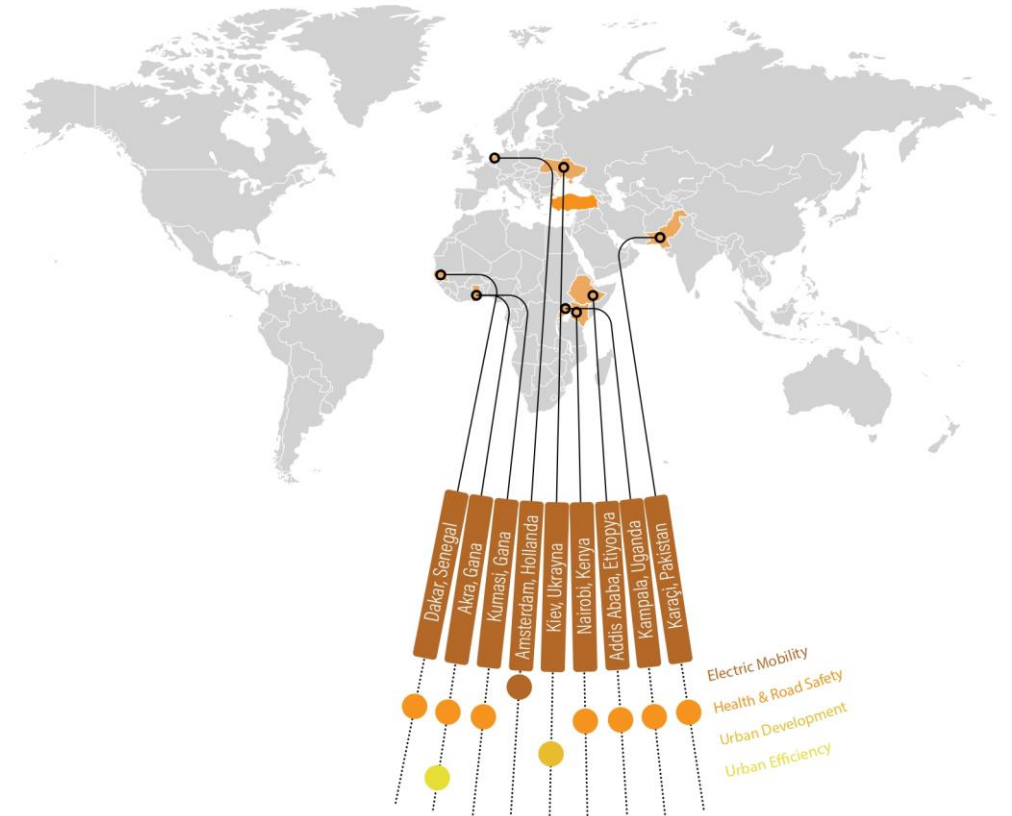 Dakar, Senegal
Akra, Gana
Kumasi, Gana
Amsterdam, Hollanda
Kiev, Ukrayna
Nairobi, Kenya
Addis Ababa, Etiyopya
Kampala, Uganda
Karaçi, Pakistan
Electric Mobility
Health & Road Safety
Urban Development
Urban Efficiency